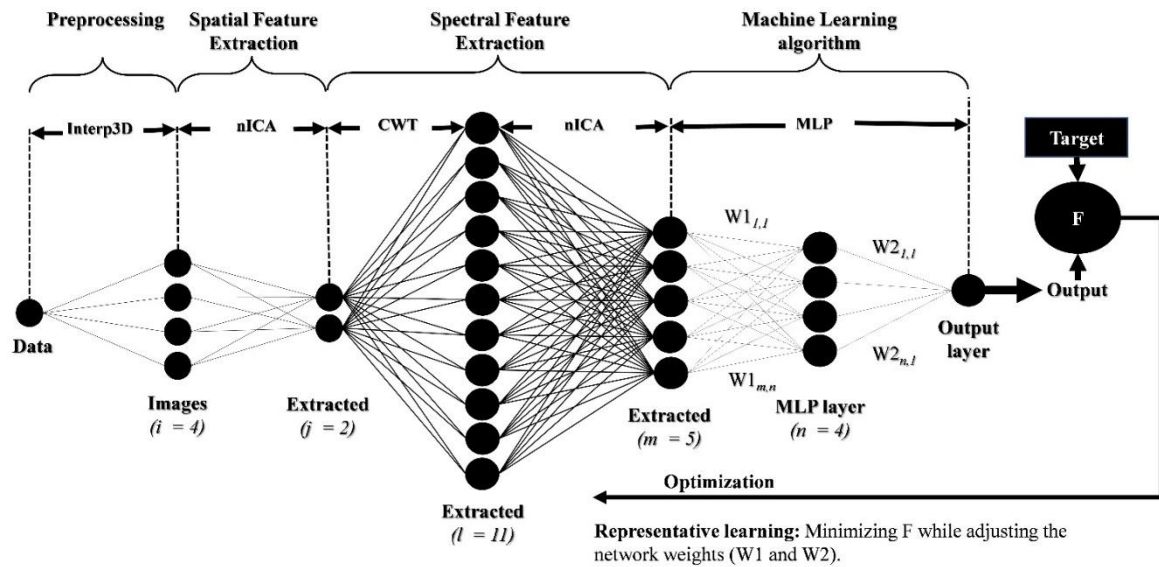 Preprocessing
Spatial Feature
Extraction
Spectral Feature
Extraction
Machine Learning
algorithm
Interp3D
nICA
CWT
nICA
MLP
Target
F
W11,1
W21,1
Output
Data
Output
layer
W2n,1
W1m,n
Images
(i = 4)
Extracted
(j = 2)
Extracted
(m = 5)
MLP layer
(n = 4)
Extracted
(l = 11)
Optimization
Representative learning: Minimizing F while adjusting the
network weights (W1 and W2).